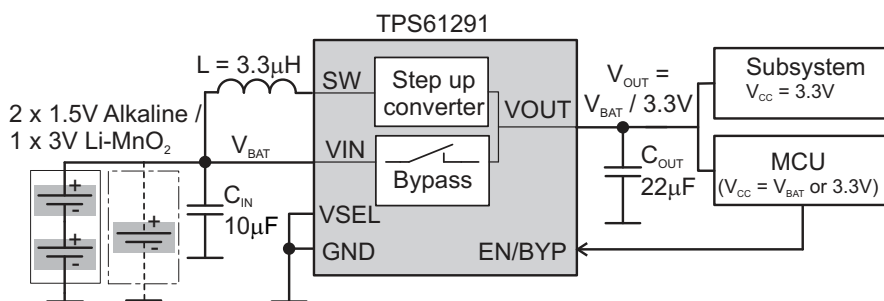 TPS61291
L = 3.3µH
SW
Step up
converter
VOUT
V_OUT =
V_BAT / 3.3V
Subsystem
V_CC = 3.3V
2 x 1.5V Alkaline /
1 x 3V Li-MnO₂
V_BAT
VIN
Bypass
C_IN
10µF
C_OUT
22µF
MCU
(V_CC = V_BAT or 3.3V)
VSEL
GND
EN/BYP
+
+
+